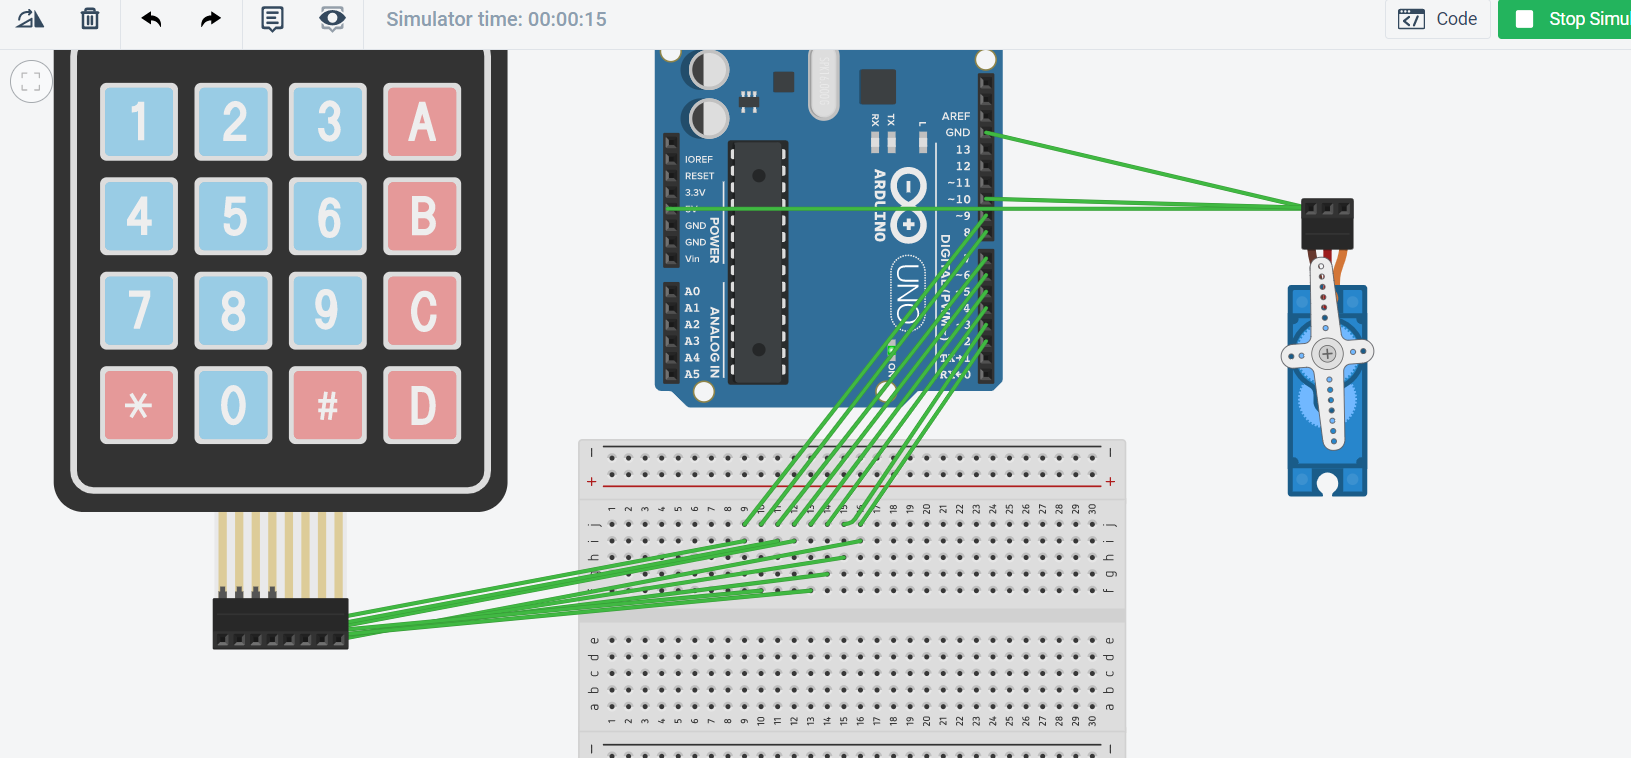 Simulator time: 00:00:15
Code
Stop Simu
1 2 3 A
4 5 6 B
7 8 9 C
* 0 # D
IOREF
RESET
3.3V
5V
GND
GND
Vin
POWER
A0
A1
A2
A3
A4
A5
ANALOG IN
RX
TX
L
ARDUINO
UNO
ON
AREF
GND
13
12
~11
~10
~9
8
7
~6
~5
4
~3
2
TX→1
RX←0
DIGITAL (PWM~)
- -
+ +
1 2 3 4 5 6 7 8 9 10 11 12 13 14 15 16 17 18 19 20 21 22 23 24 25 26 27 28 29 30
j j
i i
h h
g g
f f
e e
d d
c c
b b
a a
1 2 3 4 5 6 7 8 9 10 11 12 13 14 15 16 17 18 19 20 21 22 23 24 25 26 27 28 29 30
- -